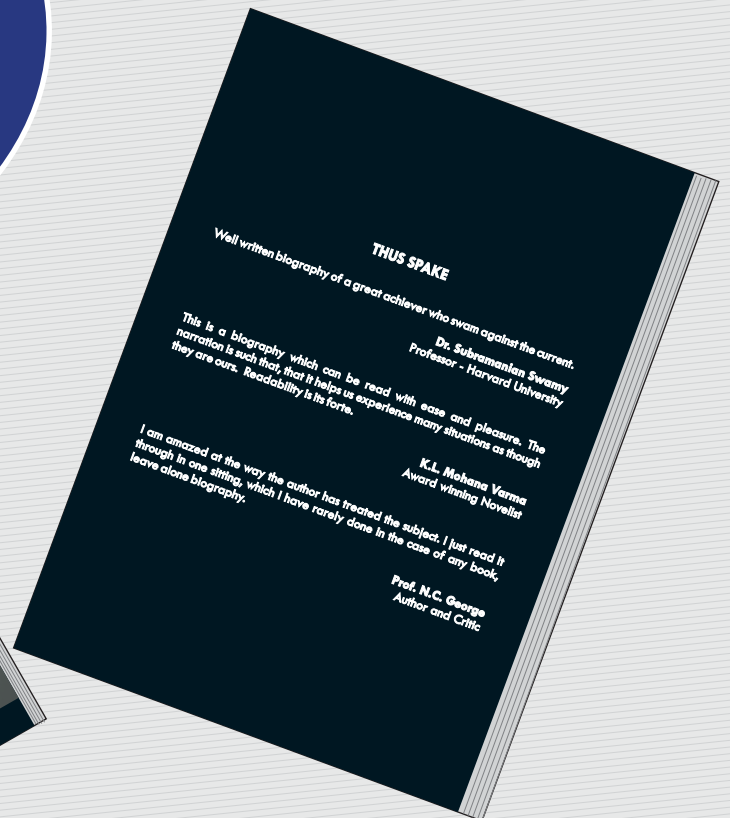 THUS SPAKE
Well written biography of a great achiever who swam against the current.
Dr. Subramanian Swamy
Professor - Harvard University
This is a biography which can be read with ease and pleasure. The
narration is such that, that it helps us experience many situations as though
they are ours. Readability is its forte.
K.L. Mohana Varma
Award winning Novelist
I am amazed at the way the author has treated the subject. I just read it
through in one sitting, which I have rarely done in the case of any book,
leave alone biography.
Prof. N.C. George
Author and Critic